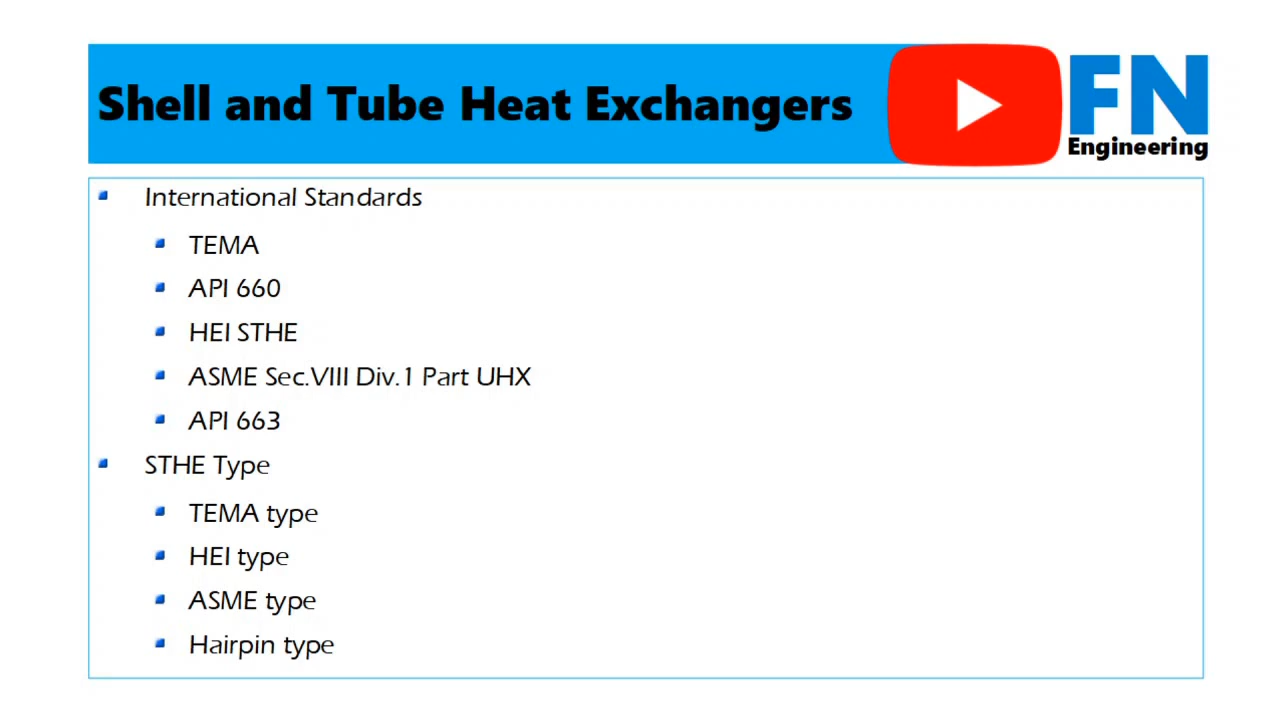 Shell and Tube Heat Exchangers
FN
Engineering
International Standards
TEMA
API 660
HEI STHE
ASME Sec.VIII Div.1 Part UHX
API 663
STHE Type
TEMA type
HEI type
ASME type
Hairpin type